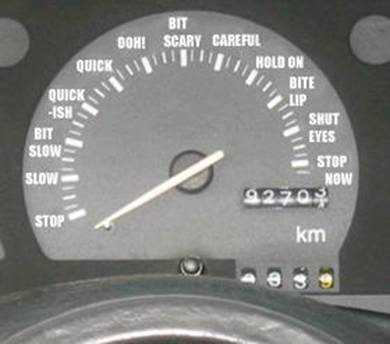 STOP
SLOW
BIT
SLOW
QUICK
-ISH
QUICK
OOH!
BIT
SCARY
CAREFUL
HOLD ON
BITE
LIP
SHUT
EYES
STOP
NOW
km